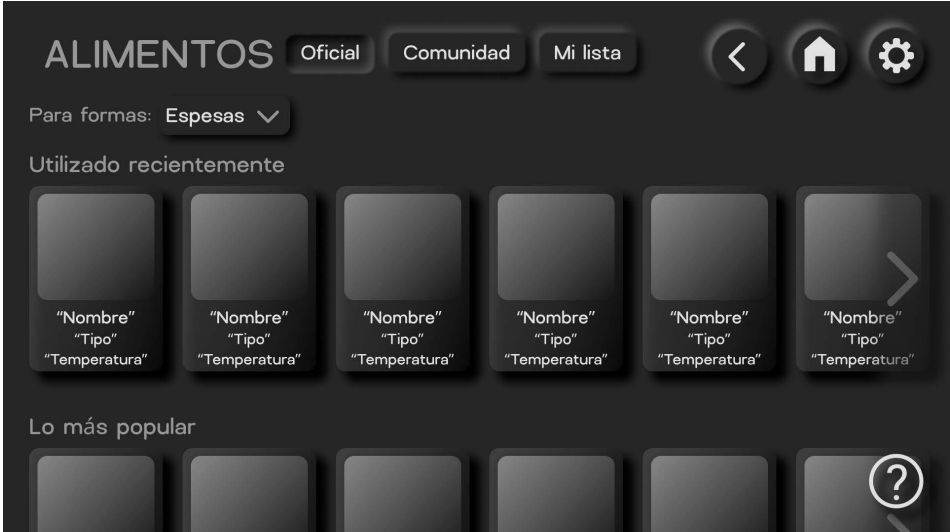 ALIMENTOS Oficial Comunidad Mi lista
Para formas: Espesas
Utilizado recientemente
“Nombre” “Nombre” “Nombre” “Nombre” “Nombre” “Nombre”
“Tipo” “Tipo” “Tipo” “Tipo” “Tipo” “Tipo”
“Temperatura” “Temperatura” “Temperatura” “Temperatura” “Temperatura” “Temperatura”
Lo más popular
?